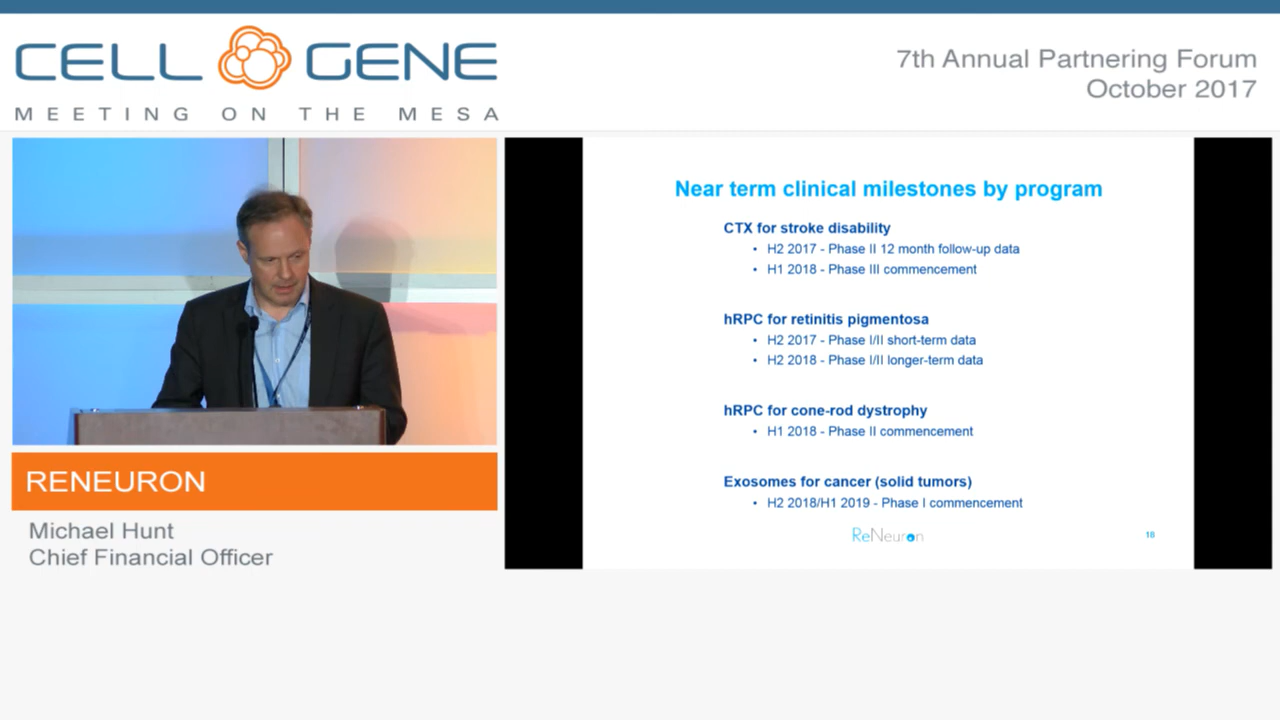 CELL GENE
MEETING ON THE MESA
7th Annual Partnering Forum
October 2017
RENEURON
Michael Hunt
Chief Financial Officer
Near term clinical milestones by program
CTX for stroke disability
• H2 2017 - Phase II 12 month follow-up data
• H1 2018 - Phase III commencement
hRPC for retinitis pigmentosa
• H2 2017 - Phase I/II short-term data
• H2 2018 - Phase I/II longer-term data
hRPC for cone-rod dystrophy
• H1 2018 - Phase II commencement
Exosomes for cancer (solid tumors)
• H2 2018/H1 2019 - Phase I commencement
ReNeuron
18